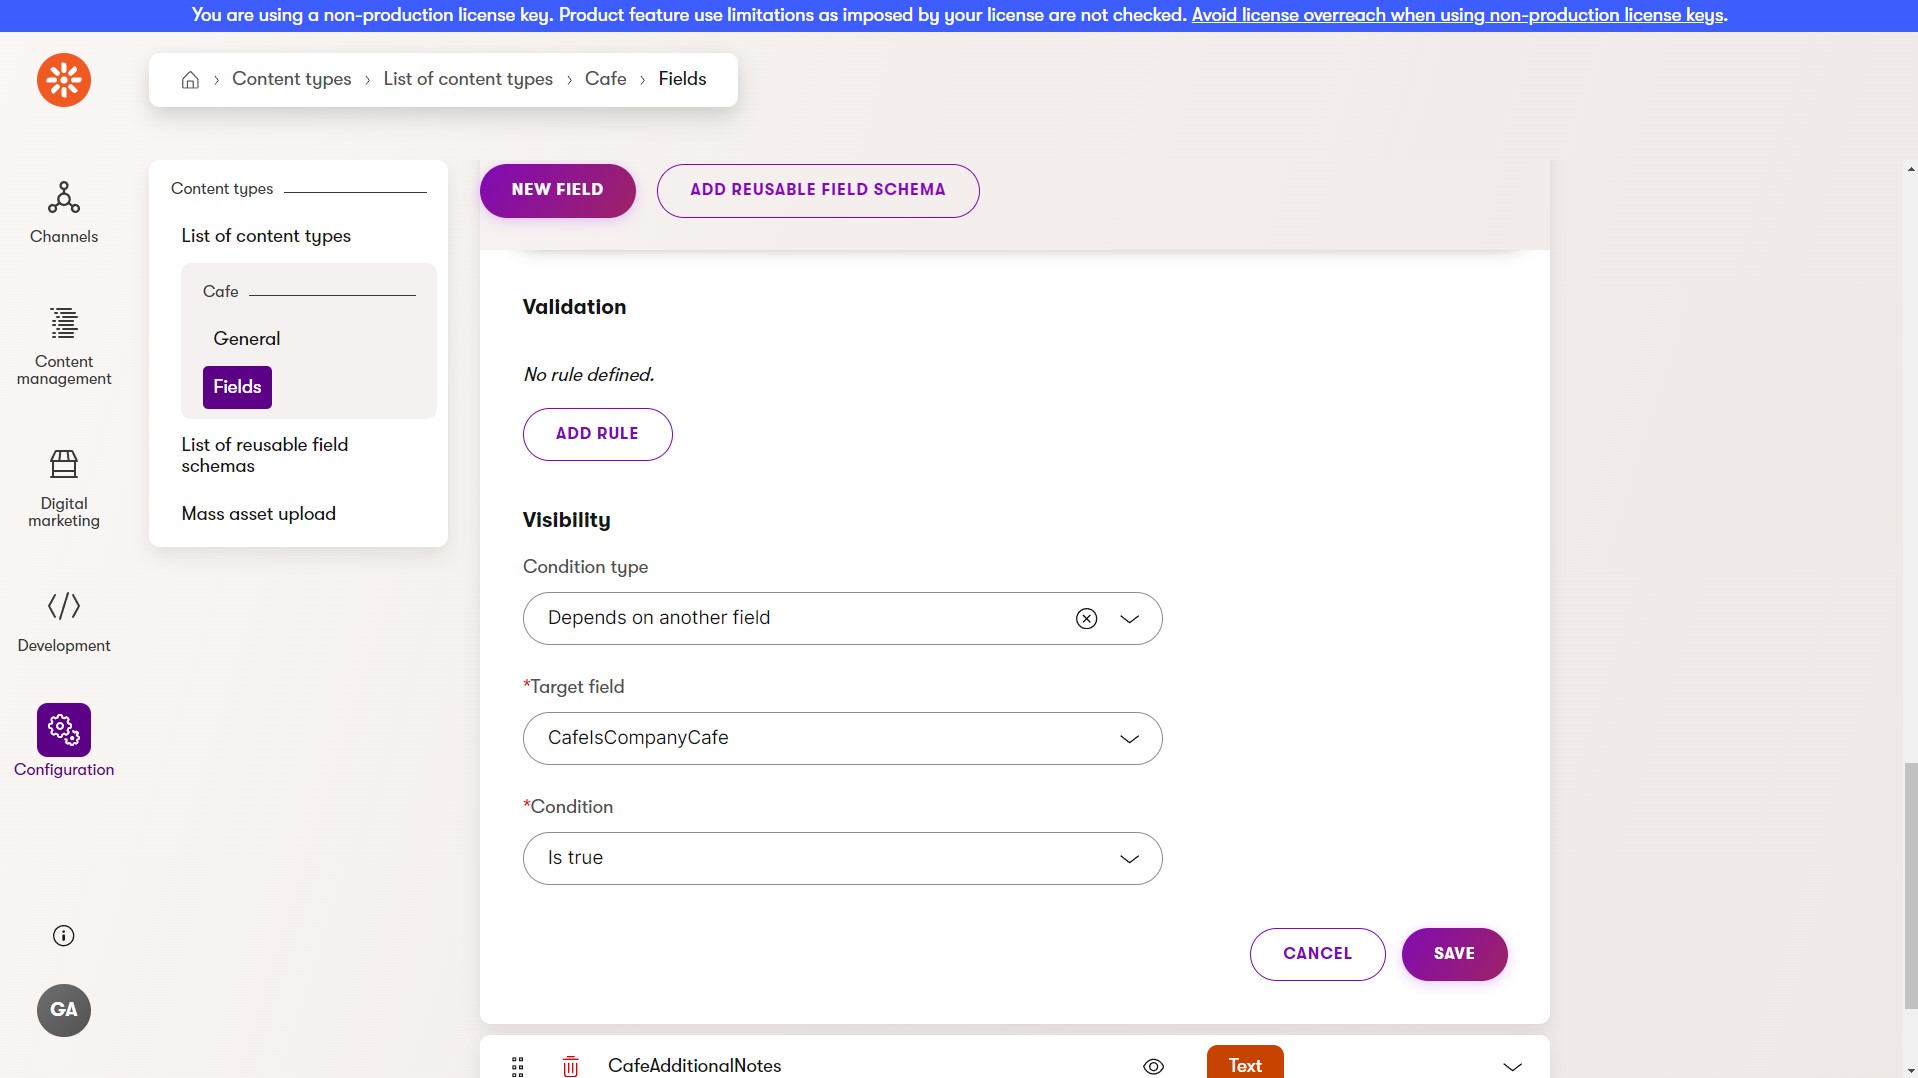 You are using a non-production license key. Product feature use limitations as imposed by your license are not checked. Avoid license overreach when using non-production license keys.
Content types
List of content types
Cafe
Fields
Channels
Content
management
Digital
marketing
Development
Configuration
GA
Content types
List of content types
Cafe
General
Fields
List of reusable field
schemas
Mass asset upload
NEW FIELD
ADD REUSABLE FIELD SCHEMA
Validation
No rule defined.
ADD RULE
Visibility
Condition type
Depends on another field
*Target field
CafeIsCompanyCafe
*Condition
Is true
CANCEL
SAVE
CafeAdditionalNotes
Text